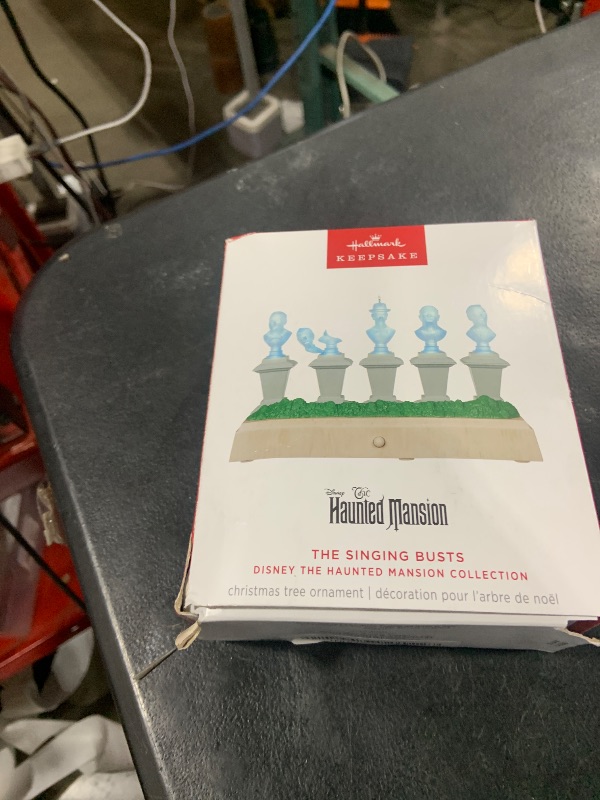 Hallmark
KEEPSAKE
Disney The
Haunted Mansion
THE SINGING BUSTS
DISNEY THE HAUNTED MANSION COLLECTION
christmas tree ornament | décoration pour l'arbre de noël